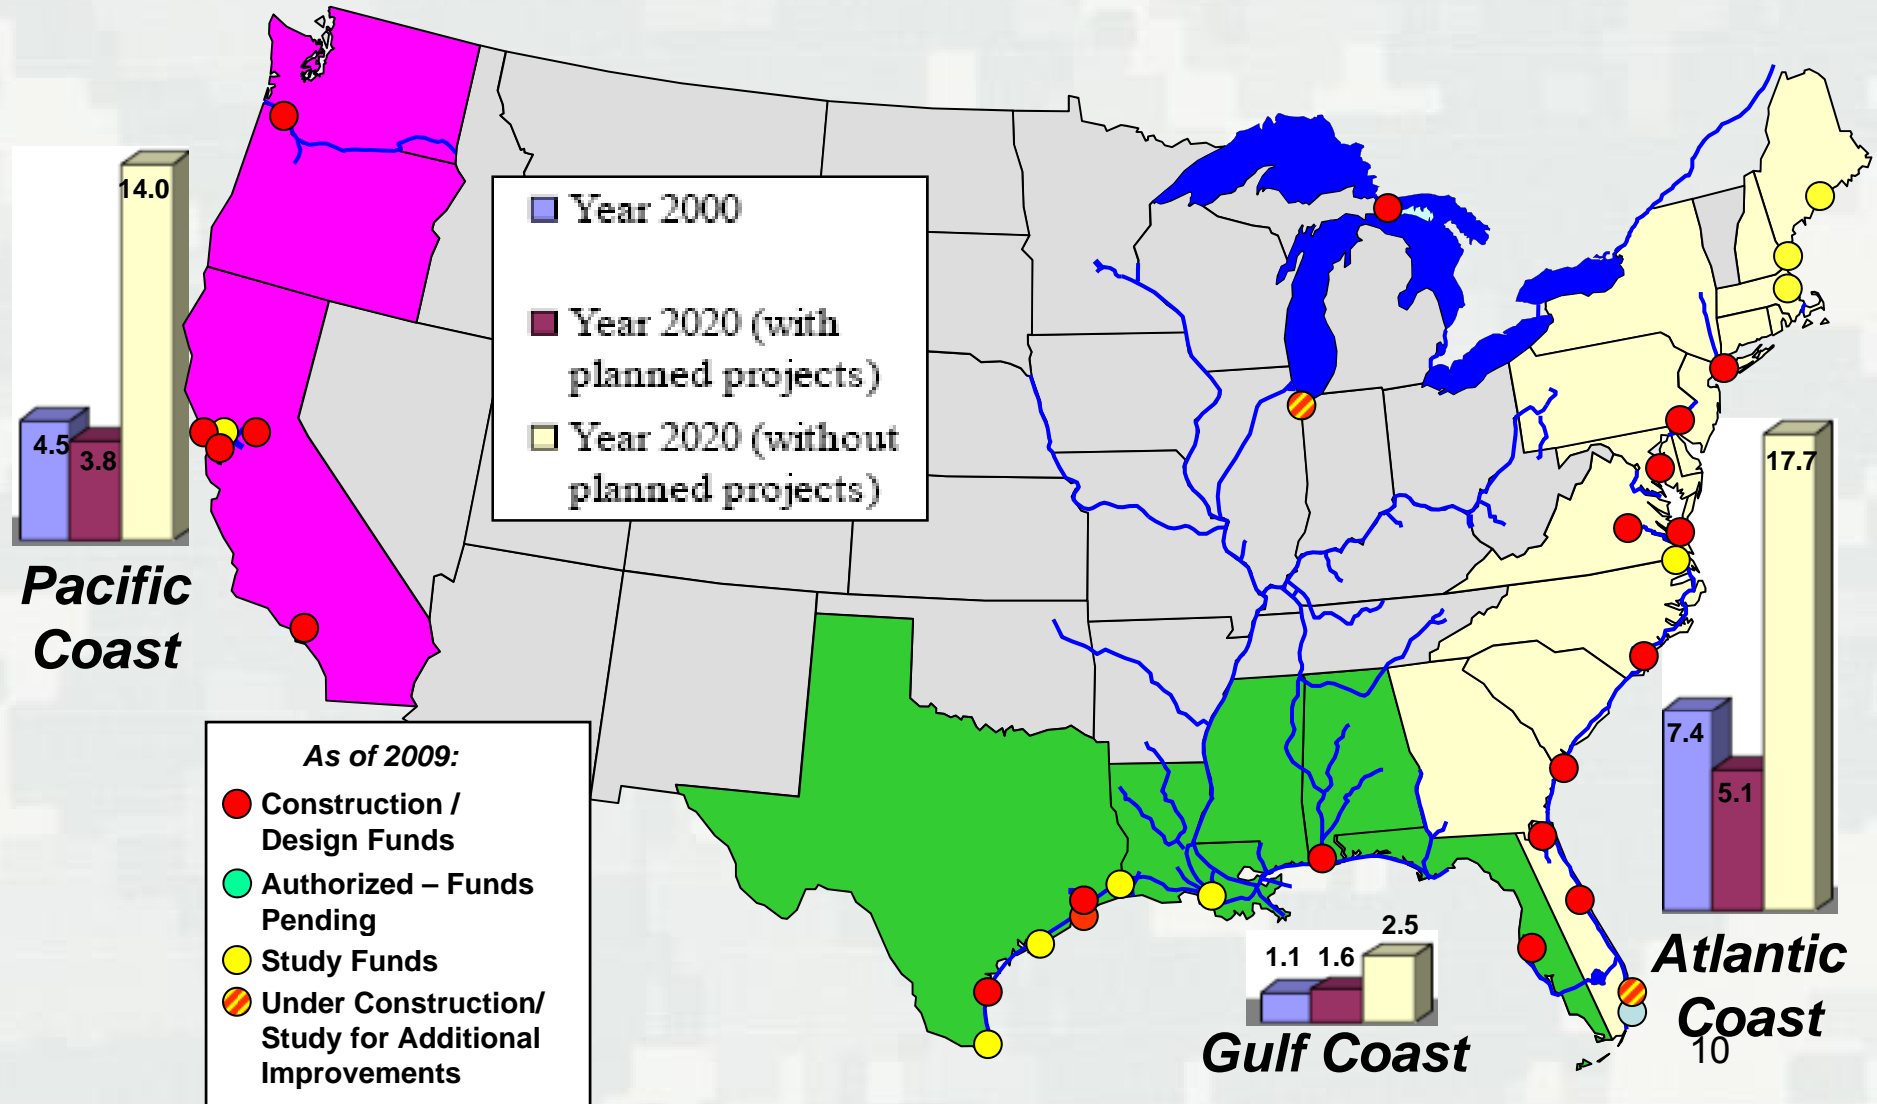 14.0
4.5
3.8
Pacific
Coast
Year 2000
Year 2020 (with
planned projects)
Year 2020 (without
planned projects)
As of 2009:
Construction /
Design Funds
Authorized – Funds
Pending
Study Funds
Under Construction/
Study for Additional
Improvements
1.1
1.6
2.5
Gulf Coast
17.7
7.4
5.1
Atlantic
Coast
10